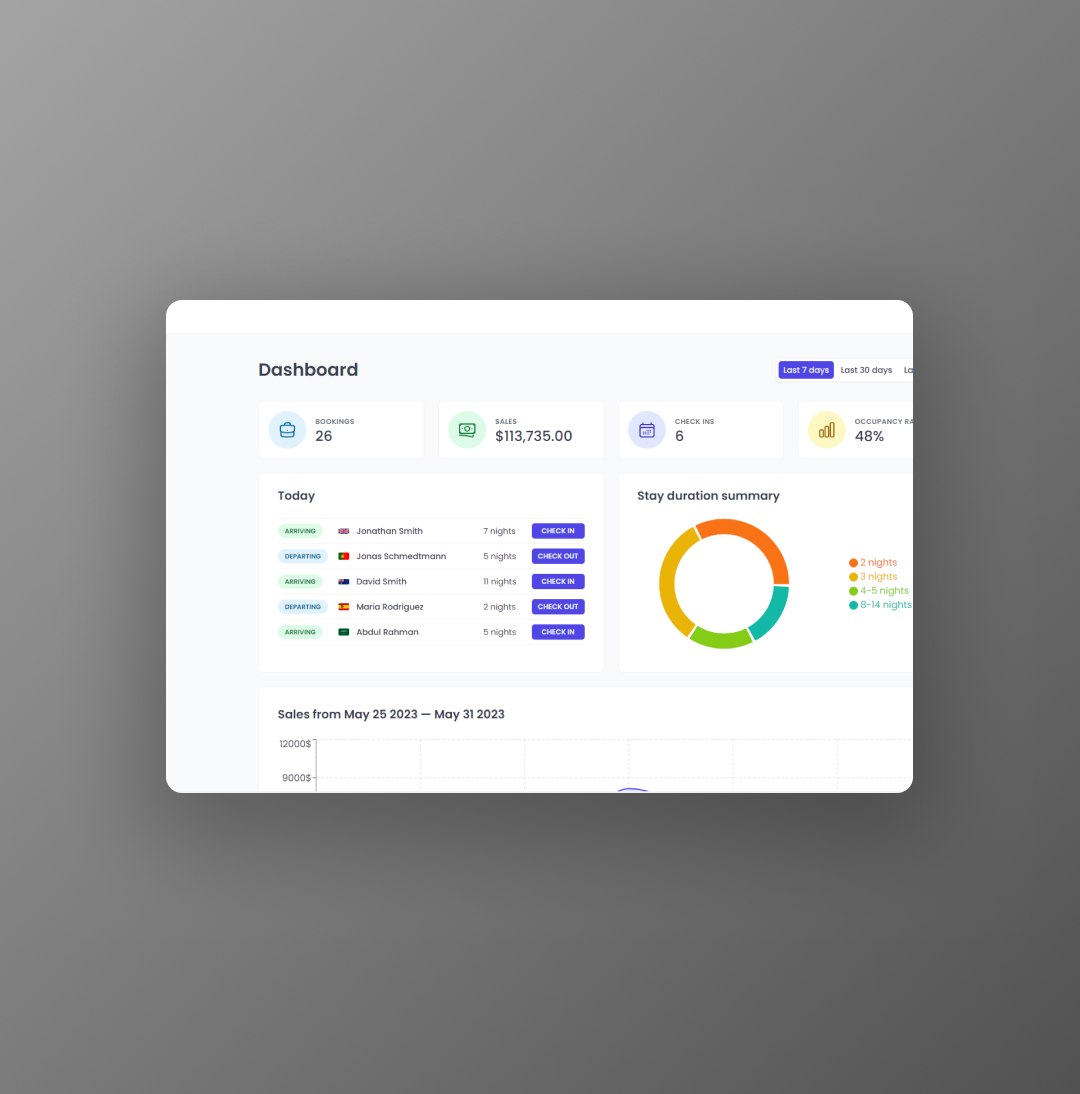 Dashboard
Last 7 days Last 30 days La
BOOKINGS
26
SALES
$113,735.00
CHECK INS
6
OCCUPANCY RA
48%
Today
ARRIVING Jonathan Smith 7 nights CHECK IN
DEPARTING Jonas Schmedtmann 5 nights CHECK OUT
ARRIVING David Smith 11 nights CHECK IN
DEPARTING Maria Rodriguez 2 nights CHECK OUT
ARRIVING Abdul Rahman 5 nights CHECK IN
Stay duration summary
2 nights
3 nights
4-5 nights
8-14 nights
Sales from May 25 2023 — May 31 2023
12000$
9000$